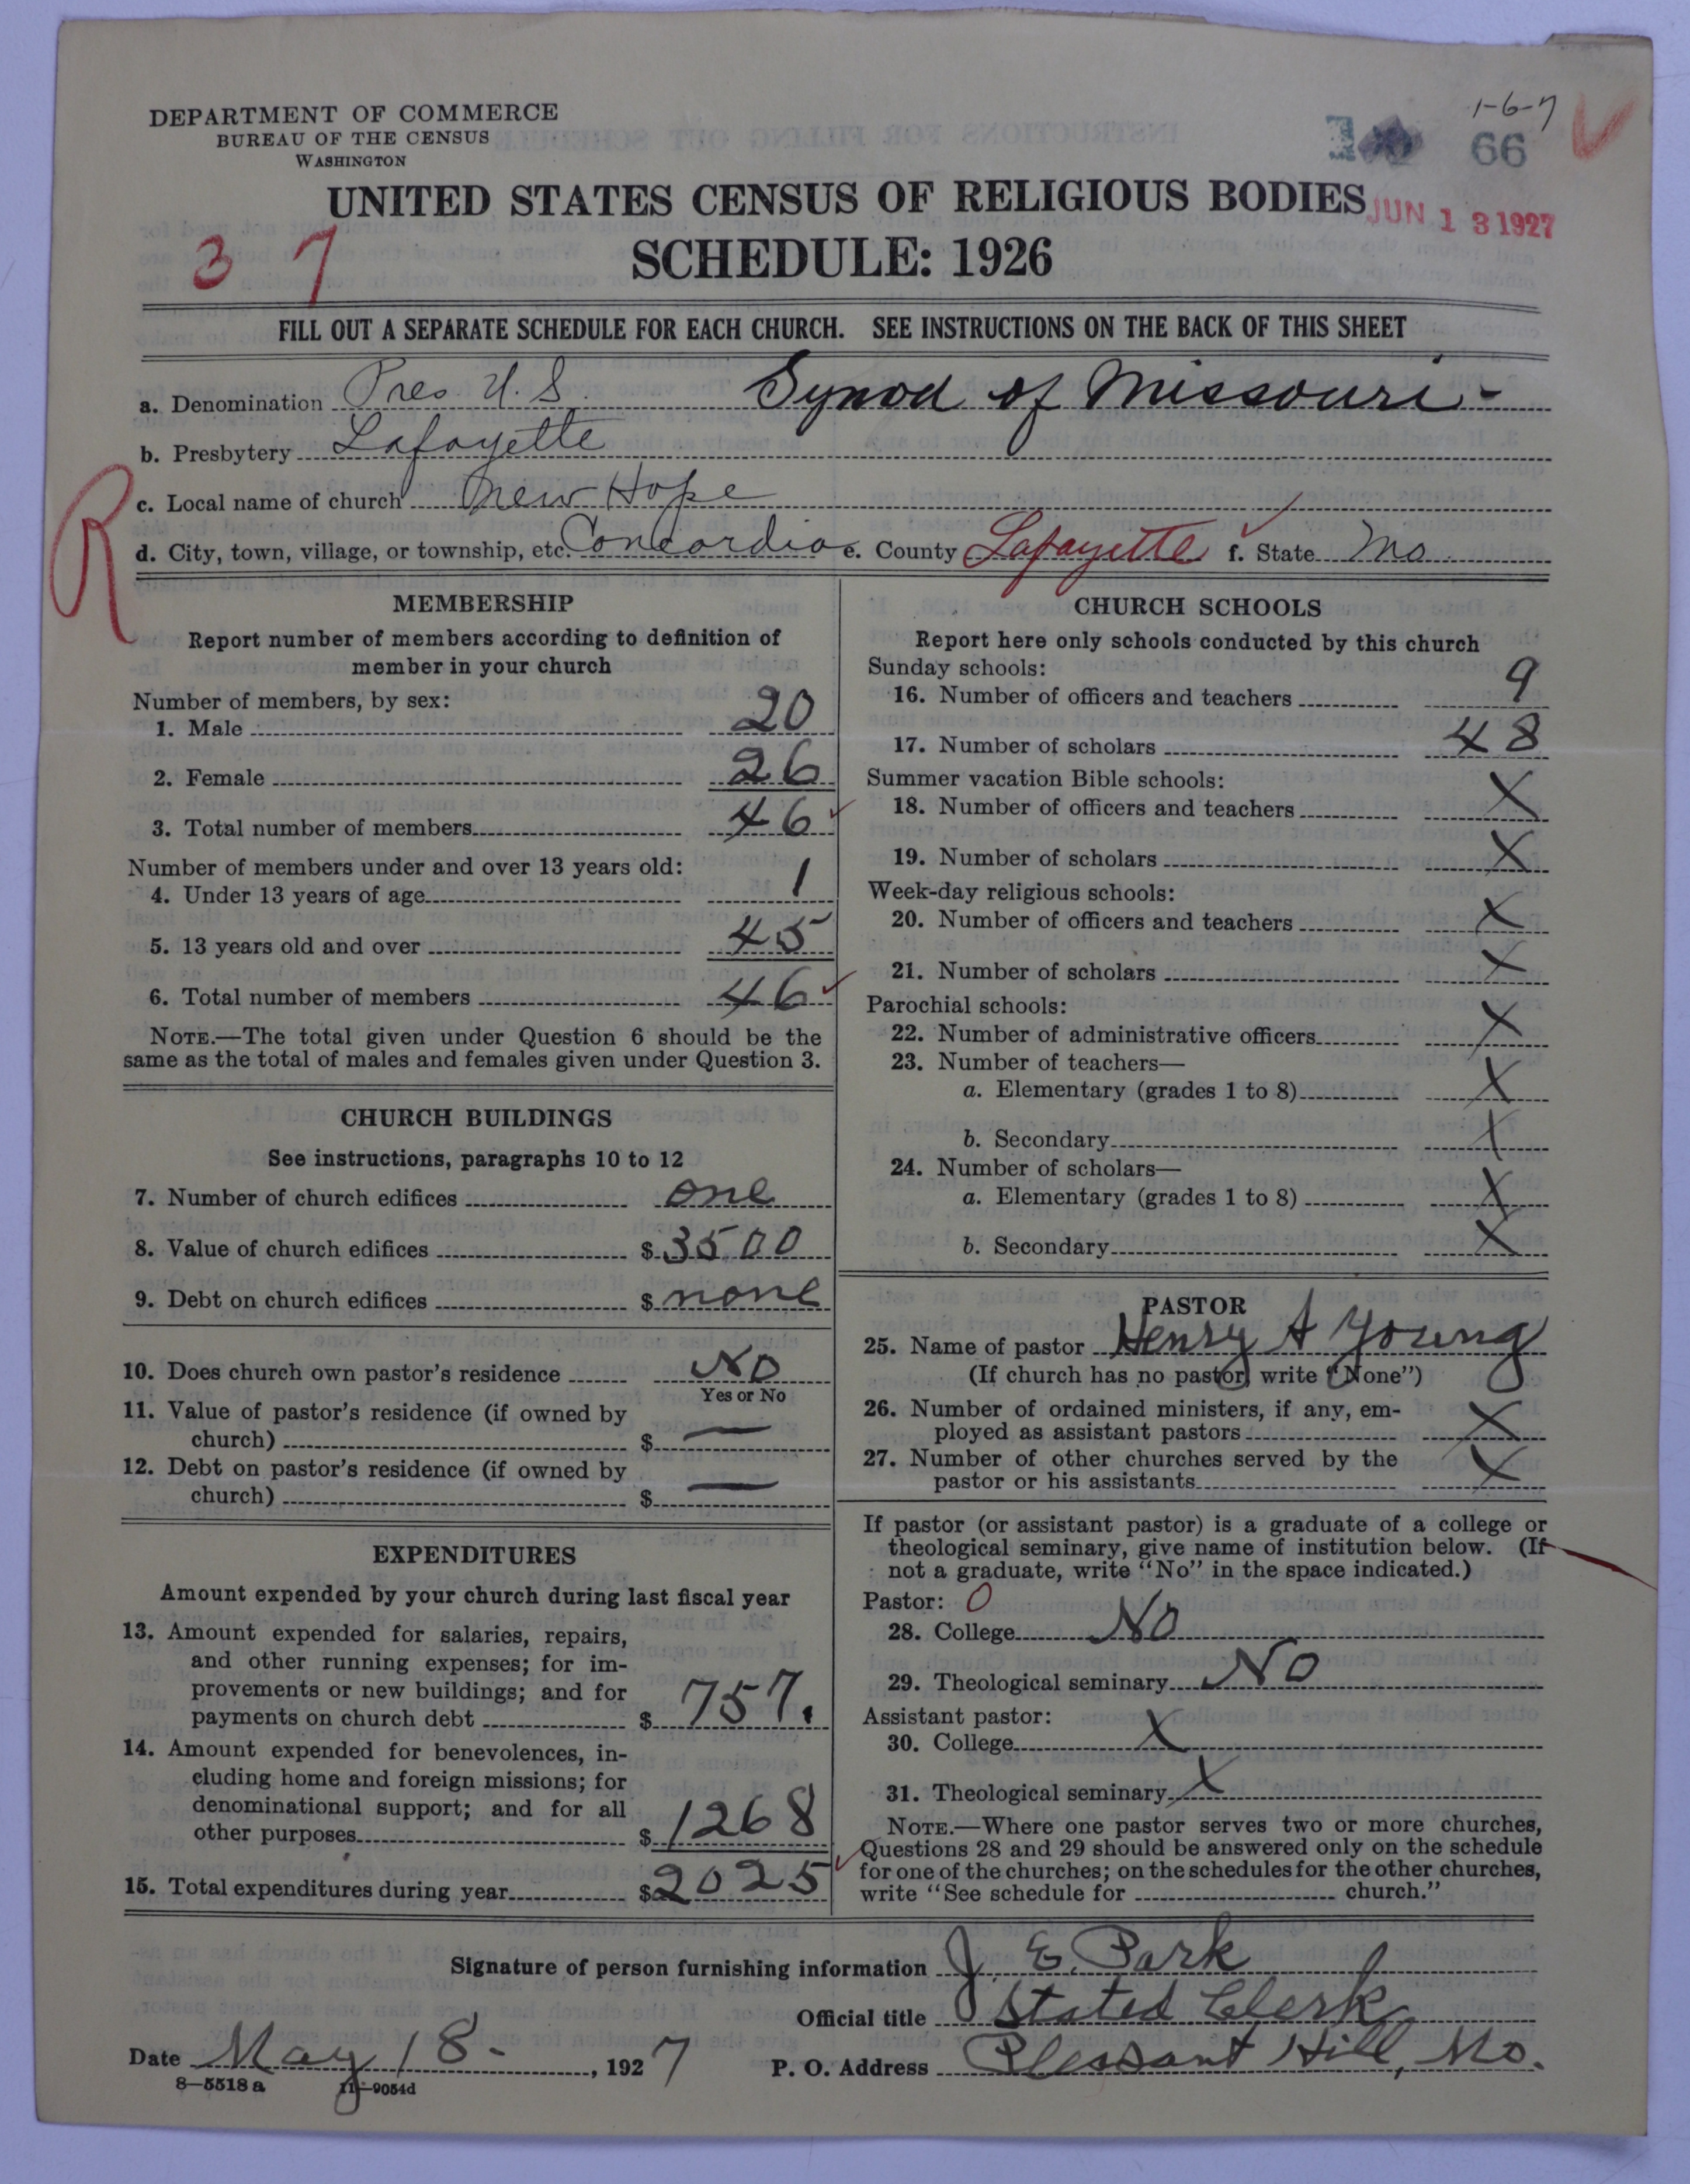 1-6-7
DEPARTMENT OF COMMERCE
BUREAU OF THE CENSUS
WASHINGTON
66
UNITED STATES CENSUS OF RELIGIOUS BODIES
JUN 13 1927
3 7
SCHEDULE: 1926
FILL OUT A SEPARATE SCHEDULE FOR EACH CHURCH. SEE INSTRUCTIONS ON THE BACK OF THIS SHEET
a. Denomination Pres. U.S. Synod of Missouri -
b. Presbytery Lafayette
c. Local name of church New Hope
R
d. City, town, village, or township, etc. Concordia e. County Lafayette f. State Mo.
MEMBERSHIP
Report number of members according to definition of
member in your church
Number of members, by sex:
1. Male 20
2. Female 26
3. Total number of members 46
Number of members under and over 13 years old:
4. Under 13 years of age 1
5. 13 years old and over 45
6. Total number of members 46
NOTE.—The total given under Question 6 should be the
same as the total of males and females given under Question 3.
CHURCH BUILDINGS
See instructions, paragraphs 10 to 12
7. Number of church edifices one
8. Value of church edifices $ 3500
9. Debt on church edifices $ none
10. Does church own pastor's residence No
Yes or No
11. Value of pastor's residence (if owned by
church) $ —
12. Debt on pastor's residence (if owned by
church) $ —
EXPENDITURES
Amount expended by your church during last fiscal year
13. Amount expended for salaries, repairs,
and other running expenses; for im-
provements or new buildings; and for
payments on church debt $ 757.
14. Amount expended for benevolences, in-
cluding home and foreign missions; for
denominational support; and for all
other purposes $ 1268
15. Total expenditures during year $ 2025
CHURCH SCHOOLS
Report here only schools conducted by this church
Sunday schools:
16. Number of officers and teachers 9
17. Number of scholars 48
Summer vacation Bible schools:
18. Number of officers and teachers X
19. Number of scholars X
Week-day religious schools:
20. Number of officers and teachers X
21. Number of scholars X
Parochial schools:
22. Number of administrative officers X
23. Number of teachers—
a. Elementary (grades 1 to 8) X
b. Secondary X
24. Number of scholars—
a. Elementary (grades 1 to 8) X
b. Secondary X
PASTOR
25. Name of pastor Henry A Young
(If church has no pastor, write "None")
26. Number of ordained ministers, if any, em-
ployed as assistant pastors X
27. Number of other churches served by the
pastor or his assistants X
If pastor (or assistant pastor) is a graduate of a college or
theological seminary, give name of institution below. (If
not a graduate, write "No" in the space indicated.)
Pastor: 0
28. College No
29. Theological seminary No
Assistant pastor:
30. College X
31. Theological seminary X
NOTE.—Where one pastor serves two or more churches,
Questions 28 and 29 should be answered only on the schedule
for one of the churches; on the schedules for the other churches,
write "See schedule for church."
Signature of person furnishing information J. E. Park
Official title Stated Clerk
Date May 18 - , 1927 P. O. Address Pleasant Hill, Mo.
8—5518 a 11—9054d